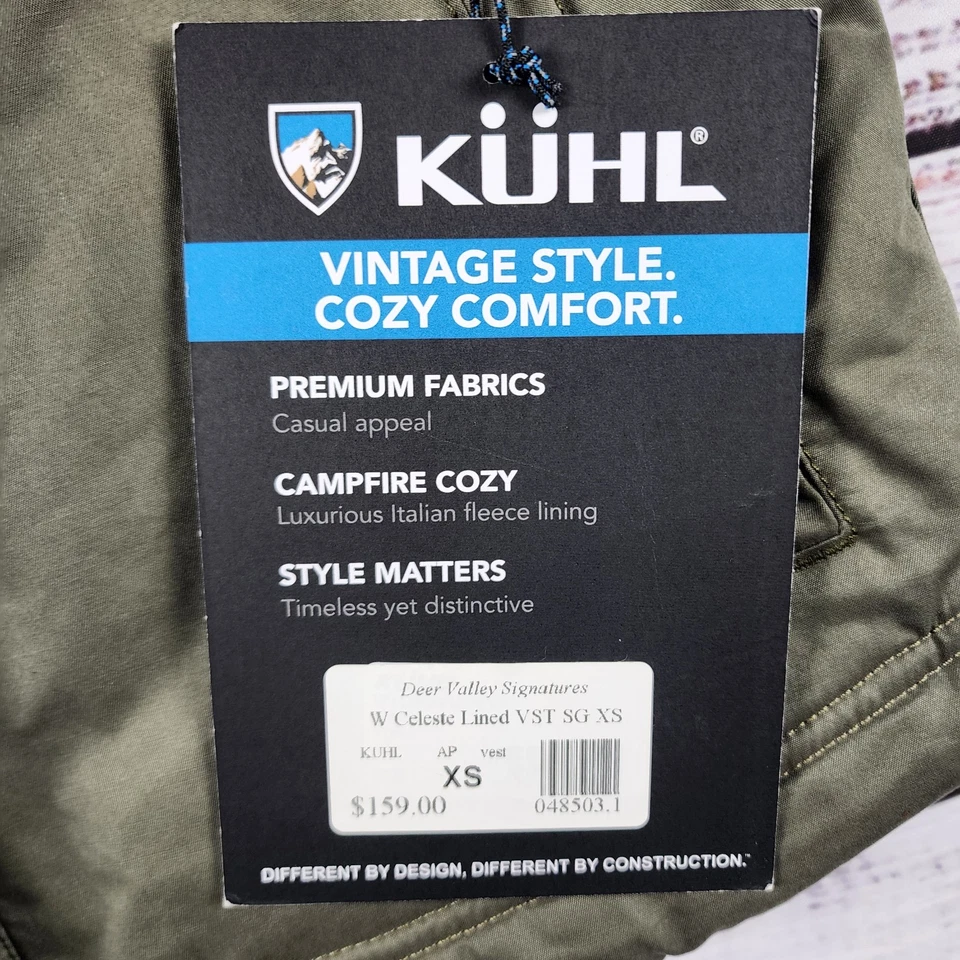 KÜHL®
VINTAGE STYLE.
COZY COMFORT.
PREMIUM FABRICS
Casual appeal
CAMPFIRE COZY
Luxurious Italian fleece lining
STYLE MATTERS
Timeless yet distinctive
Deer Valley Signatures
W Celeste Lined VST SG XS
KUHL AP vest
XS
$159.00 048503.1
DIFFERENT BY DESIGN, DIFFERENT BY CONSTRUCTION.™